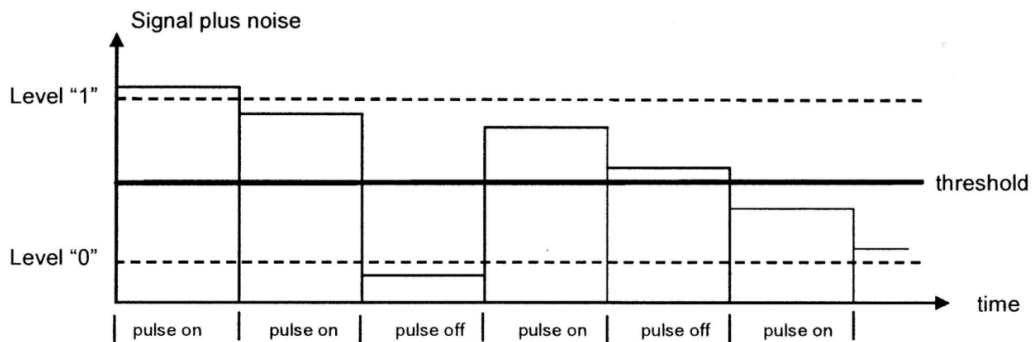 Signal plus noise
Level “1”
threshold
Level “0”
time
pulse on pulse on pulse off pulse on pulse off pulse on